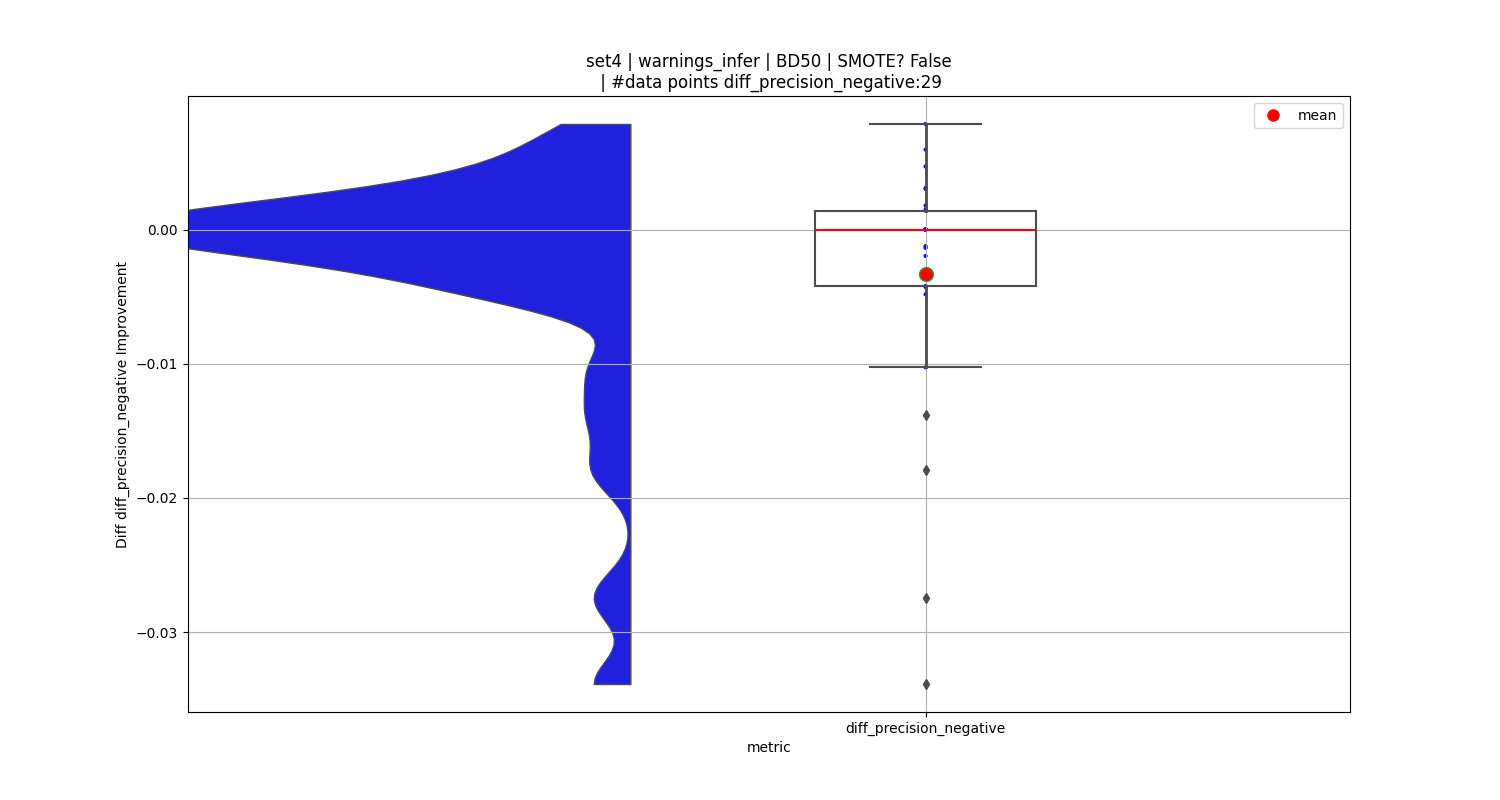 set4 | warnings_infer | BD50 | SMOTE? False
| #data points diff_precision_negative:29
mean
0.00
−0.01
−0.02
−0.03
Diff diff_precision_negative Improvement
diff_precision_negative
metric